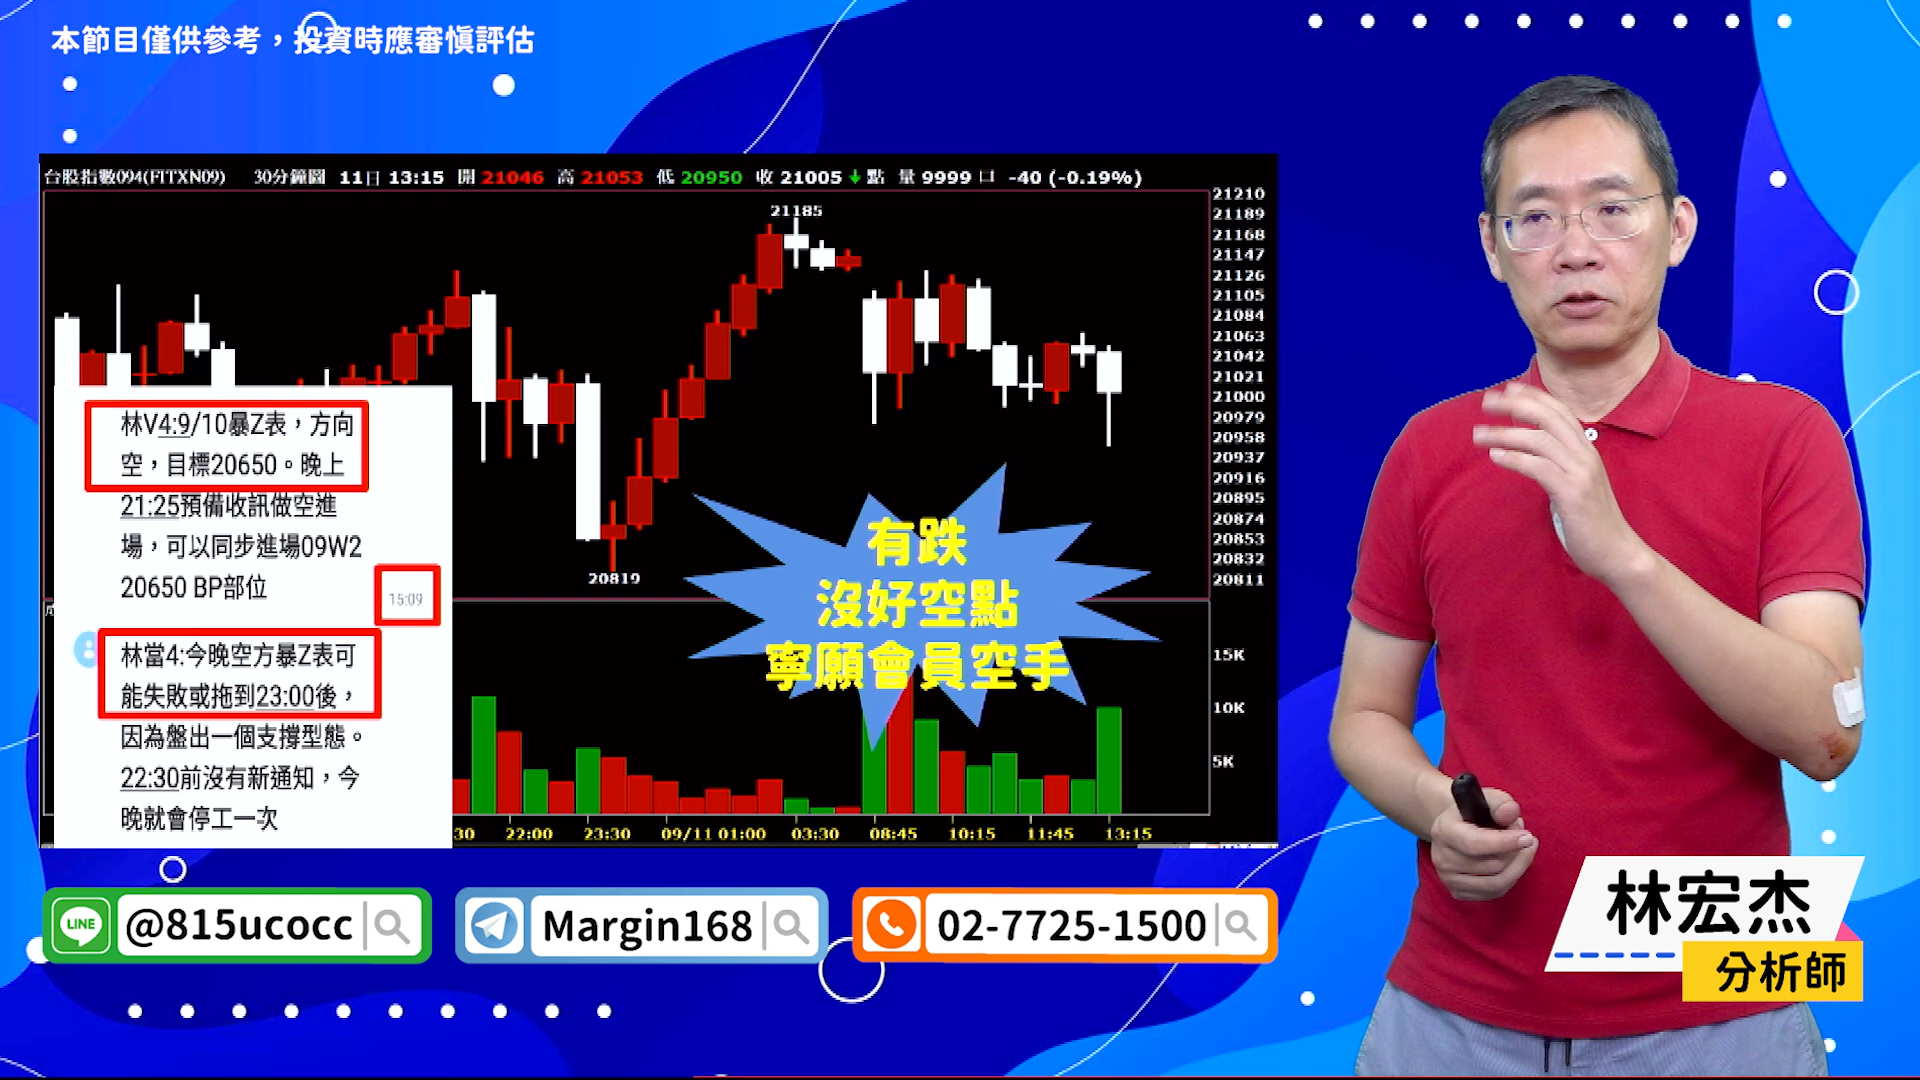 本節目僅供參考，投資時應審慎評估
台股指數094(FITXN09) 30分鐘圖 11日 13:15 開 21046 高 21053 低 20950 收 21005 點 量 9999 口 -40 (-0.19%)
21185
20819
21210
21189
21168
21147
21126
21105
21084
21063
21042
21021
21000
20979
20958
20937
20916
20895
20874
20853
20832
20811
15K
10K
5K
林V4:9/10暴Z表，方向
空，目標20650。晚上
21:25預備收訊做空進
場，可以同步進場09W2
20650 BP部位
15:09
林當4:今晚空方暴Z表可
能失敗或拖到23:00後，
因為盤出一個支撐型態。
22:30前沒有新通知，今
晚就會停工一次
有跌
沒好空點
寧願會員空手
30 22:00 23:30 09/11 01:00 03:30 08:45 10:15 11:45 13:15
LINE @815ucocc
Margin168
02-7725-1500
林宏杰
分析師